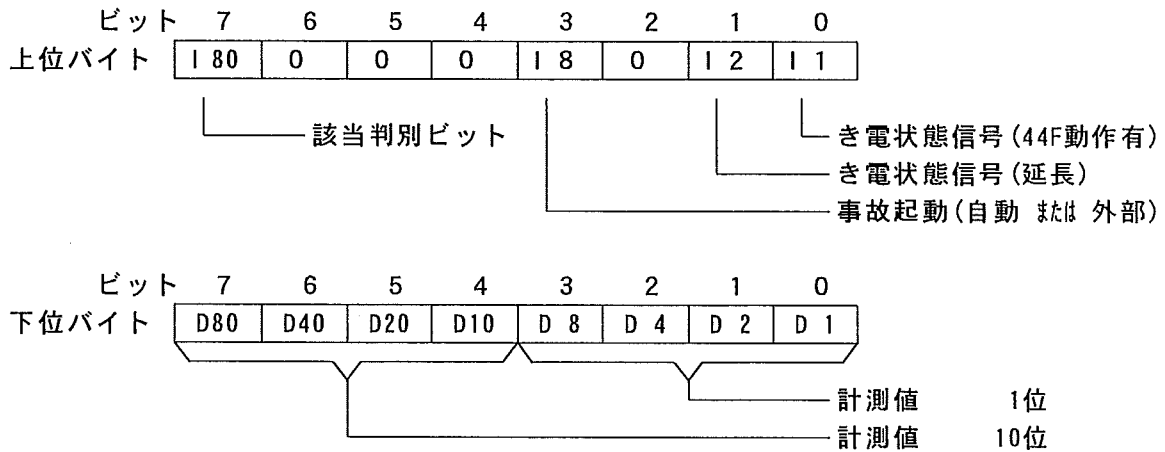 ビット 7 6 5 4 3 2 1 0
上位バイト I 80 0 0 0 I 8 0 I 2 I 1
該当判別ビット
き電状態信号(44F動作有)
き電状態信号(延長)
事故起動(自動 または 外部)
ビット 7 6 5 4 3 2 1 0
下位バイト D80 D40 D20 D10 D 8 D 4 D 2 D 1
計測値 1位
計測値 10位